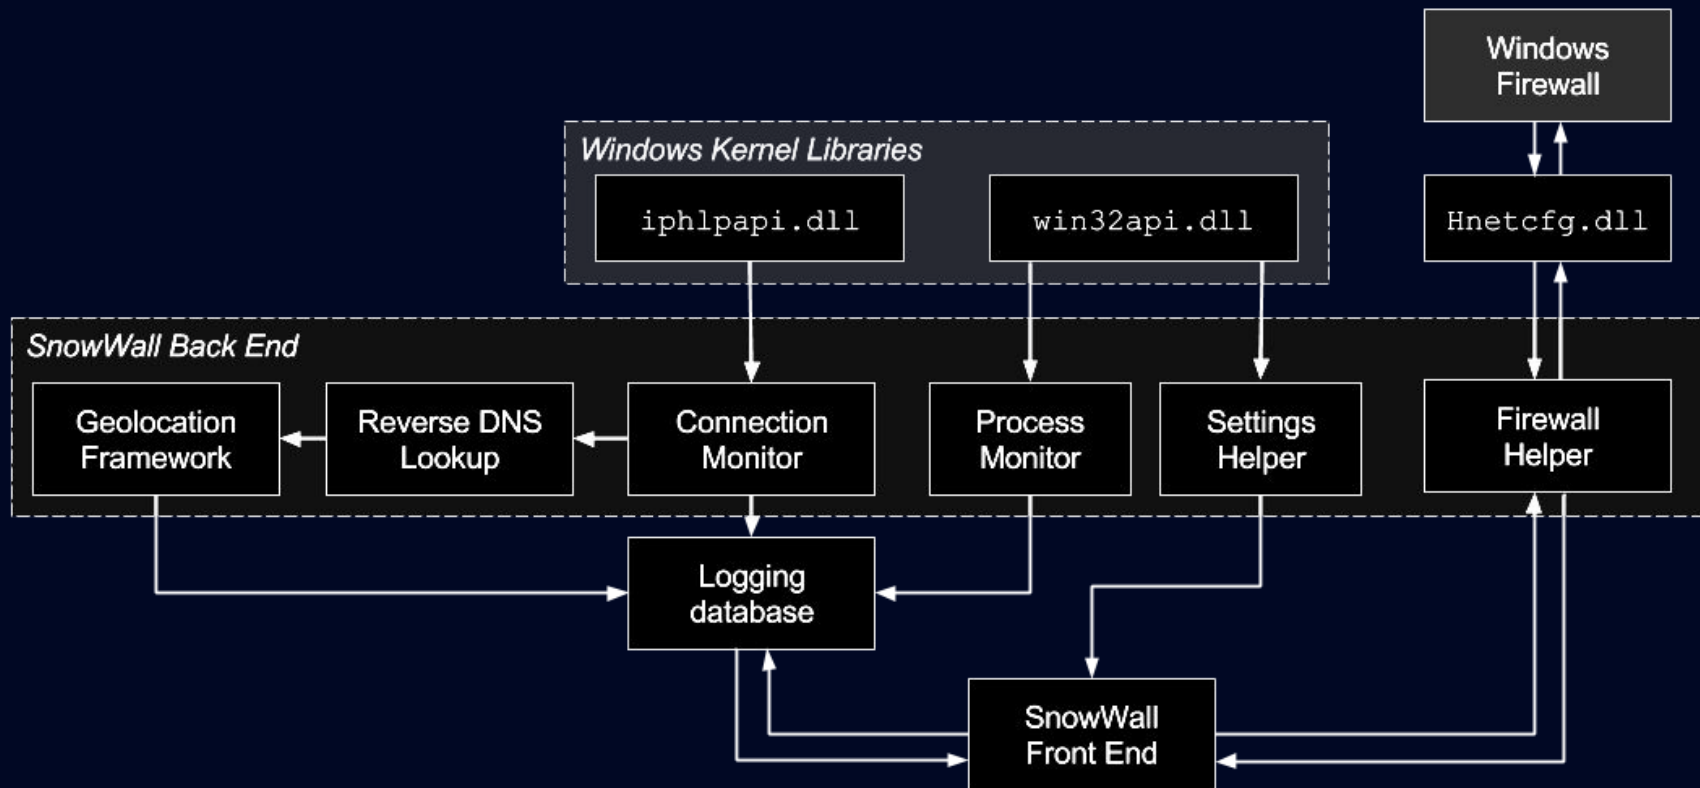 Windows
Firewall
Windows Kernel Libraries
iphlpapi.dll
win32api.dll
Hnetcfg.dll
SnowWall Back End
Geolocation
Framework
Reverse DNS
Lookup
Connection
Monitor
Process
Monitor
Settings
Helper
Firewall
Helper
Logging
database
SnowWall
Front End